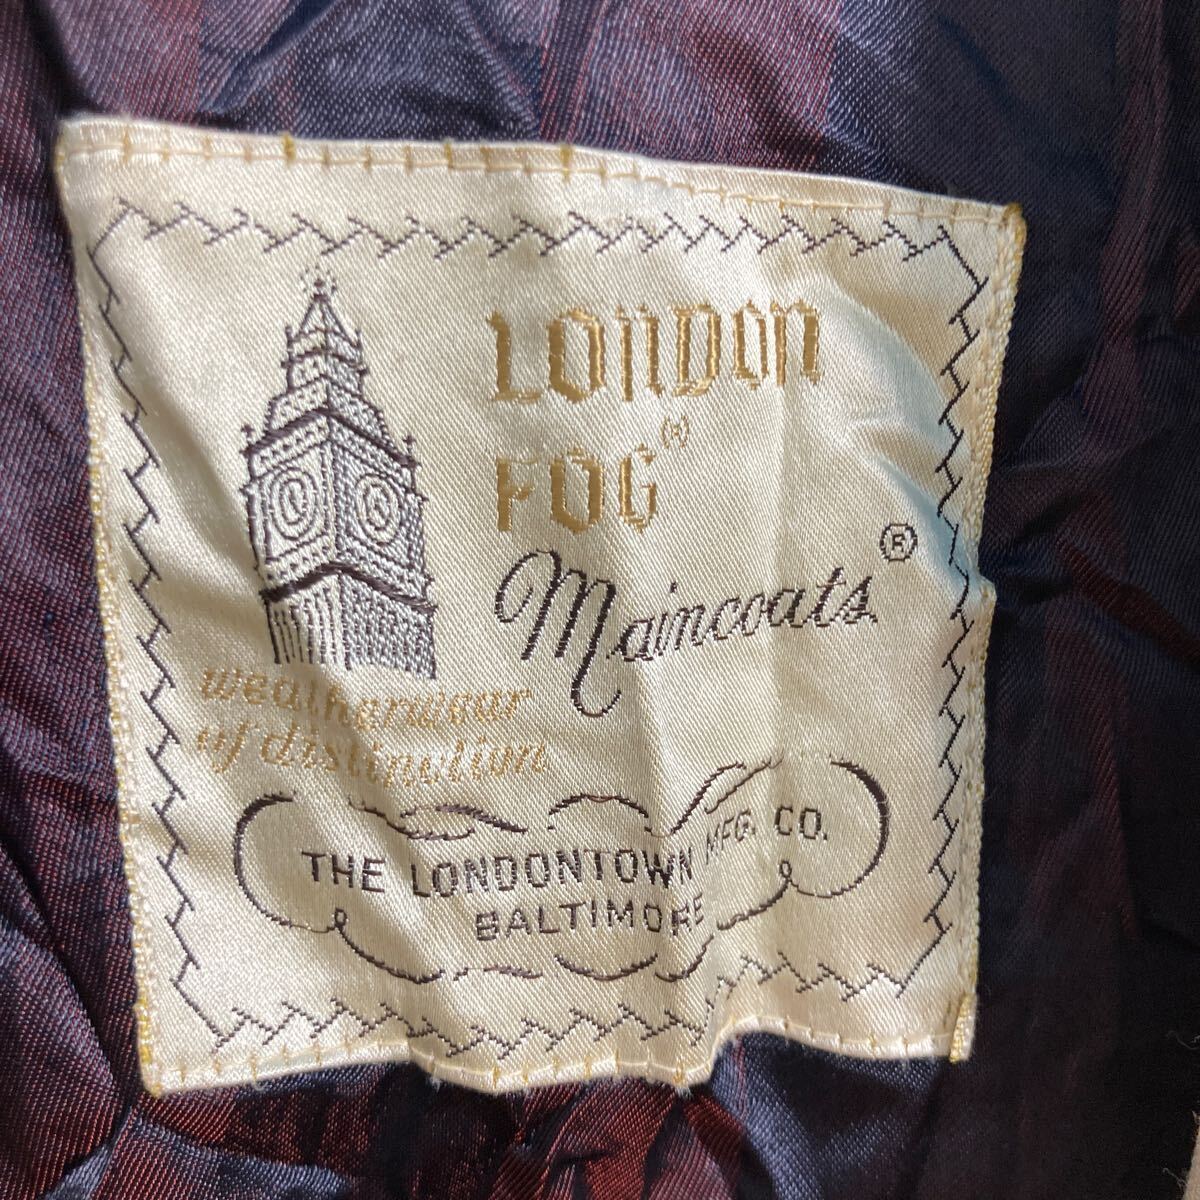 LONDON
FOG®
Maincoats®
weatherwear
of distinction
THE LONDONTOWN MFG. CO.
BALTIMORE